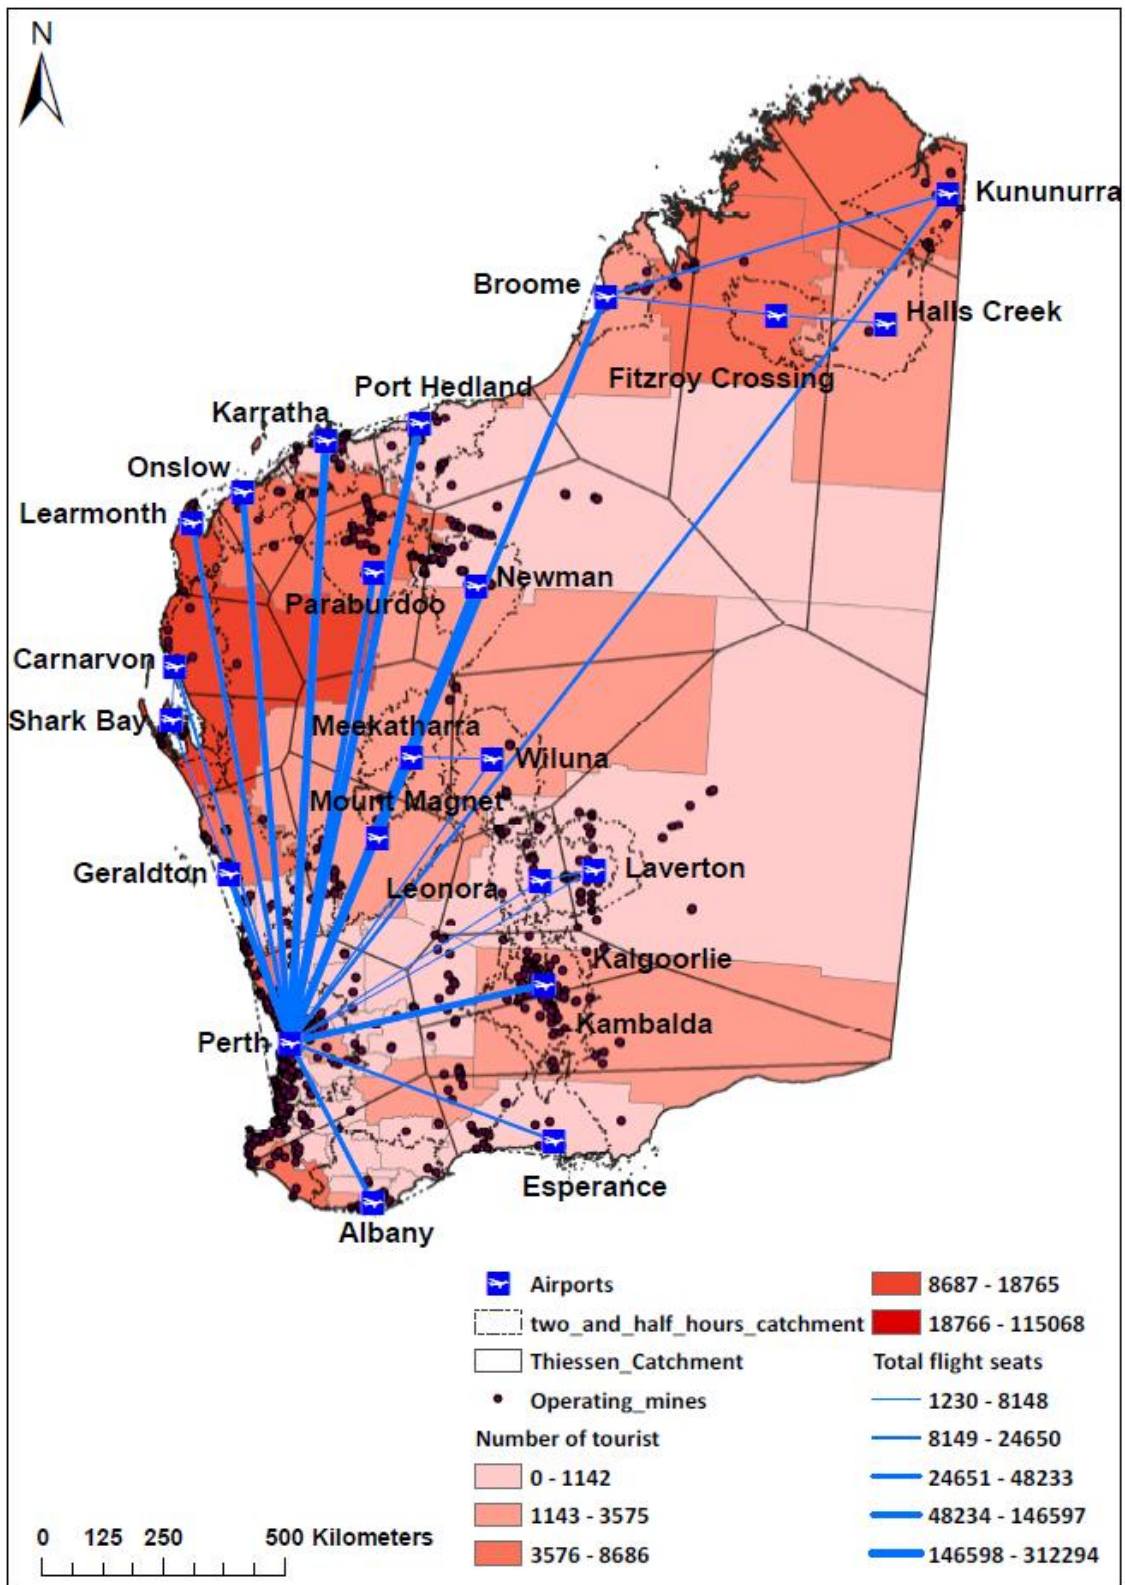 N
Kununurra
Broome
Halls Creek
Fitzroy Crossing
Port Hedland
Karratha
Onslow
Learmonth
Newman
Paraburdoo
Carnarvon
Shark Bay
Meekatharra
Wiluna
Mount Magnet
Geraldton
Leonora
Laverton
Kalgoorlie
Kambalda
Perth
Esperance
Albany
Airports
two_and_half_hours_catchment
Thiessen_Catchment
Operating_mines
Number of tourist
0 - 1142
1143 - 3575
3576 - 8686
8687 - 18765
18766 - 115068
Total flight seats
1230 - 8148
8149 - 24650
24651 - 48233
48234 - 146597
146598 - 312294
0 125 250 500 Kilometers